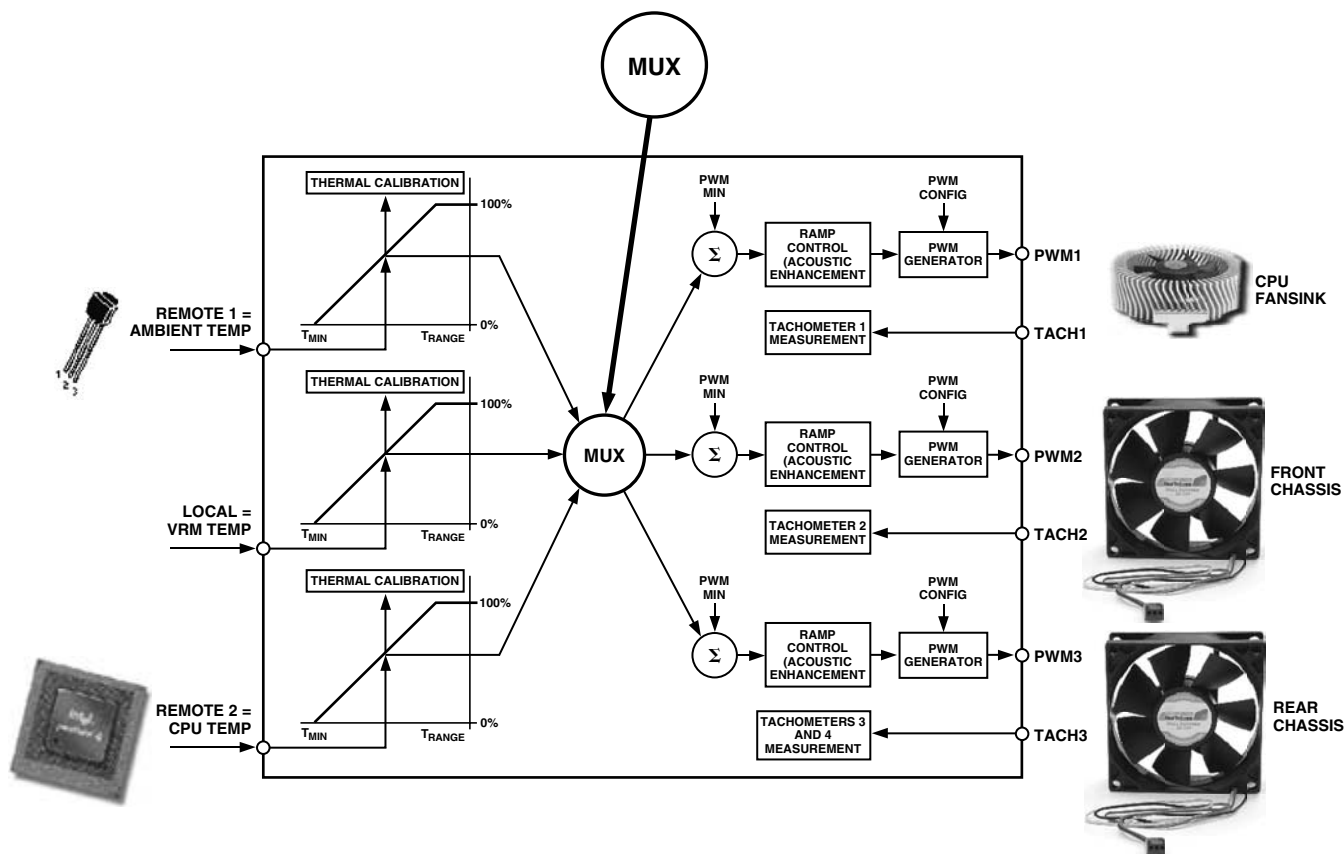 MUX
THERMAL CALIBRATION
100%
0%
T_MIN
T_RANGE
REMOTE 1 =
AMBIENT TEMP
1
2
3
THERMAL CALIBRATION
100%
0%
T_MIN
T_RANGE
LOCAL =
VRM TEMP
THERMAL CALIBRATION
100%
0%
T_MIN
T_RANGE
REMOTE 2 =
CPU TEMP
intel
MUX
PWM
MIN
Σ
RAMP
CONTROL
(ACOUSTIC
ENHANCEMENT
PWM
CONFIG
PWM
GENERATOR
PWM1
CPU
FANSINK
TACHOMETER 1
MEASUREMENT
TACH1
PWM
MIN
Σ
RAMP
CONTROL
(ACOUSTIC
ENHANCEMENT
PWM
CONFIG
PWM
GENERATOR
PWM2
FRONT
CHASSIS
TACHOMETER 2
MEASUREMENT
TACH2
PWM
MIN
Σ
RAMP
CONTROL
(ACOUSTIC
ENHANCEMENT
PWM
CONFIG
PWM
GENERATOR
PWM3
REAR
CHASSIS
TACHOMETERS 3
AND 4
MEASUREMENT
TACH3